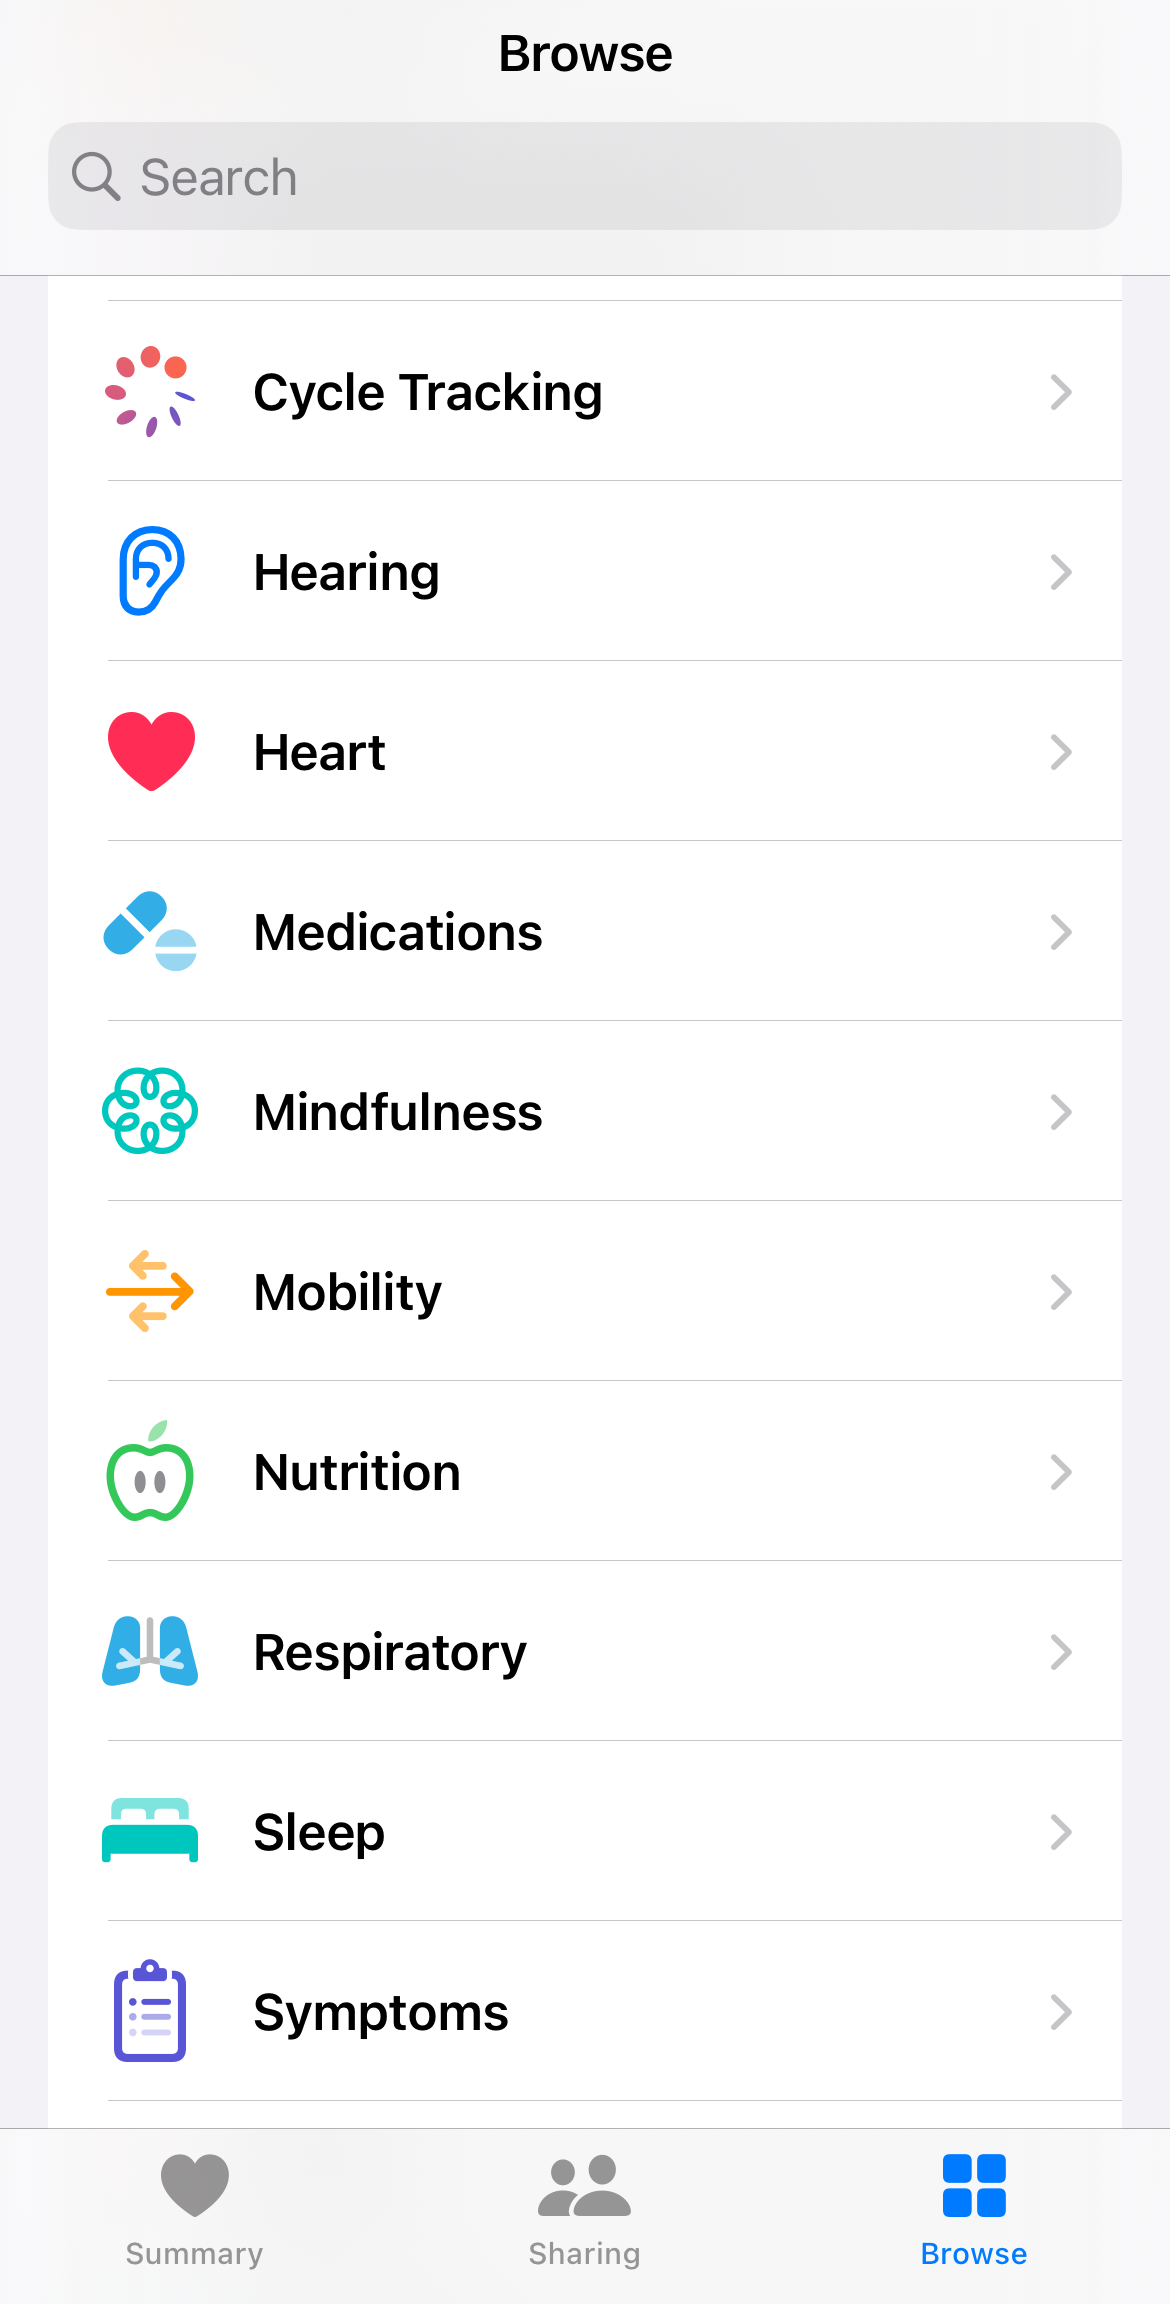 Browse
Search
Cycle Tracking
Hearing
Heart
Medications
Mindfulness
Mobility
Nutrition
Respiratory
Sleep
Symptoms
Summary
Sharing
Browse